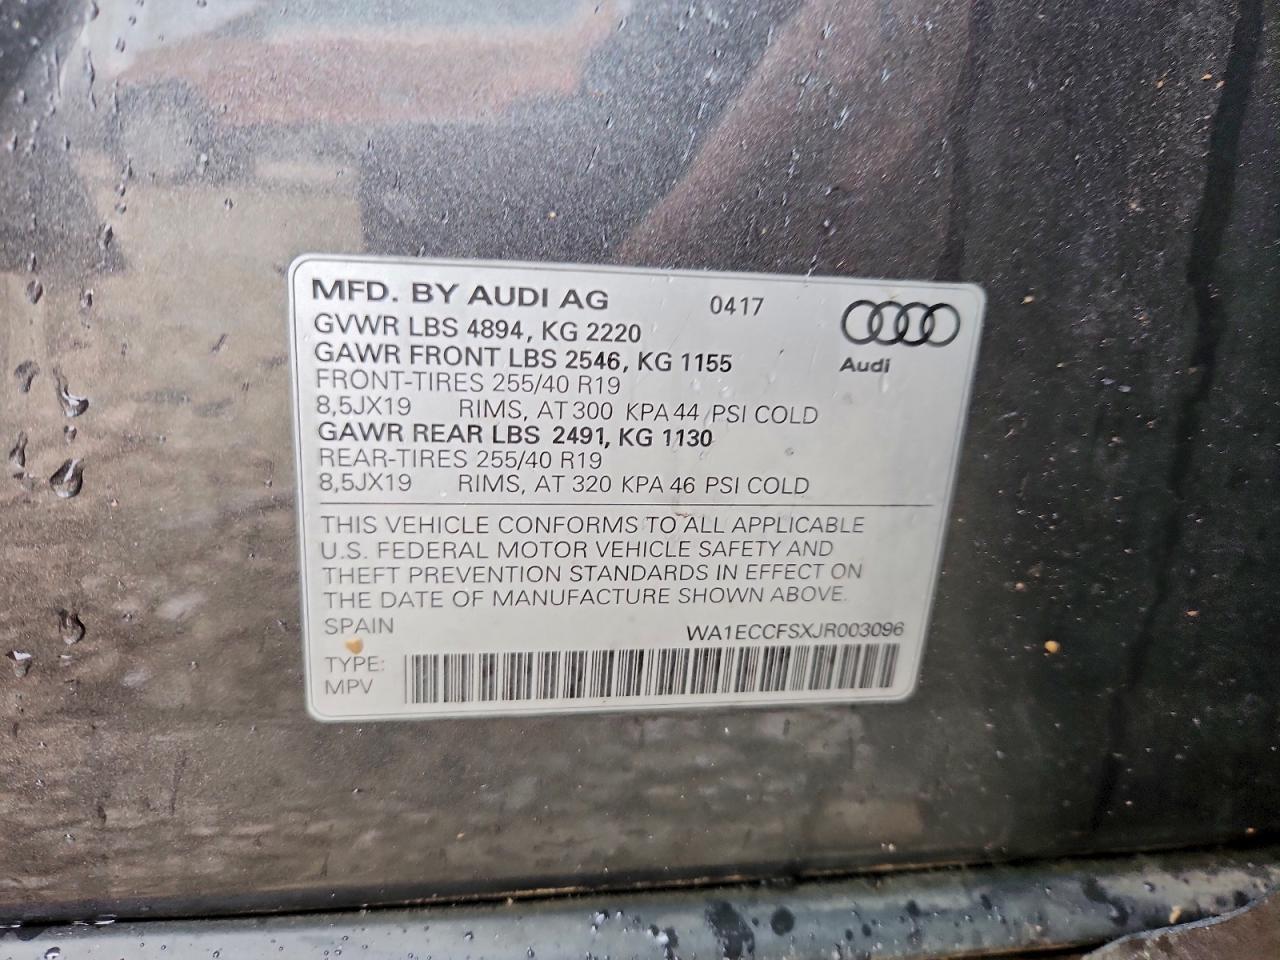 MFD. BY AUDI AG 0417
GVWR LBS 4894, KG 2220
GAWR FRONT LBS 2546, KG 1155
Audi
FRONT-TIRES 255/40 R19
8,5JX19 RIMS, AT 300 KPA 44 PSI COLD
GAWR REAR LBS 2491, KG 1130
REAR-TIRES 255/40 R19
8,5JX19 RIMS, AT 320 KPA 46 PSI COLD
THIS VEHICLE CONFORMS TO ALL APPLICABLE
U.S. FEDERAL MOTOR VEHICLE SAFETY AND
THEFT PREVENTION STANDARDS IN EFFECT ON
THE DATE OF MANUFACTURE SHOWN ABOVE.
SPAIN WA1ECCFSXJR003096
TYPE:
MPV